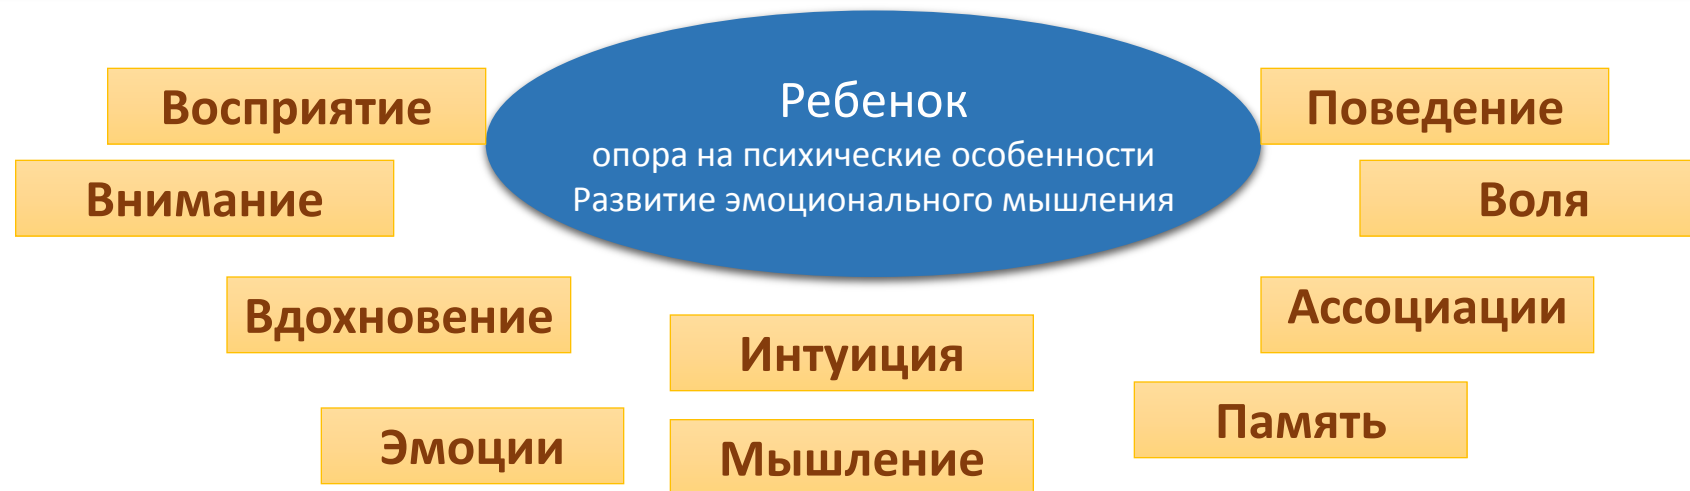 Ребенок
опора на психические особенности
Развитие эмоционального мышления
Восприятие
Внимание
Вдохновение
Эмоции
Интуиция
Мышление
Поведение
Воля
Ассоциации
Память